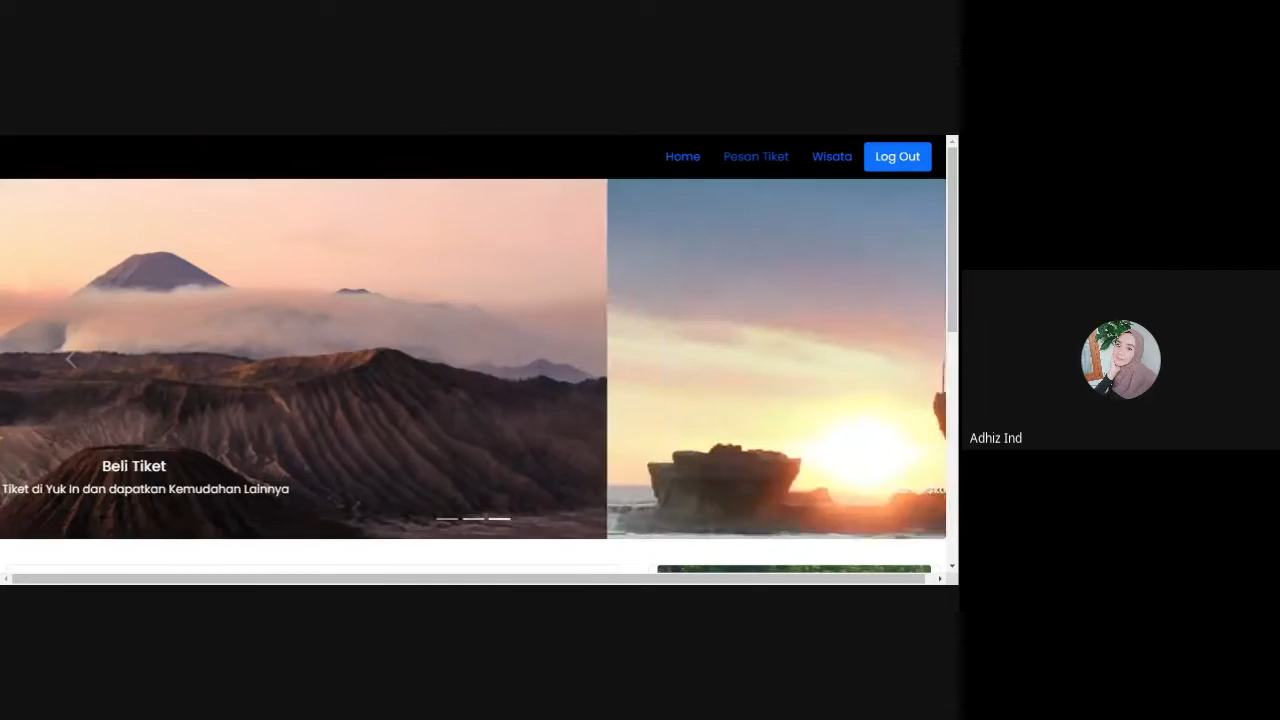 Home Pesan Tiket Wisata Log Out
Beli Tiket
Tiket di Yuk In dan dapatkan Kemudahan Lainnya
Adhiz Ind